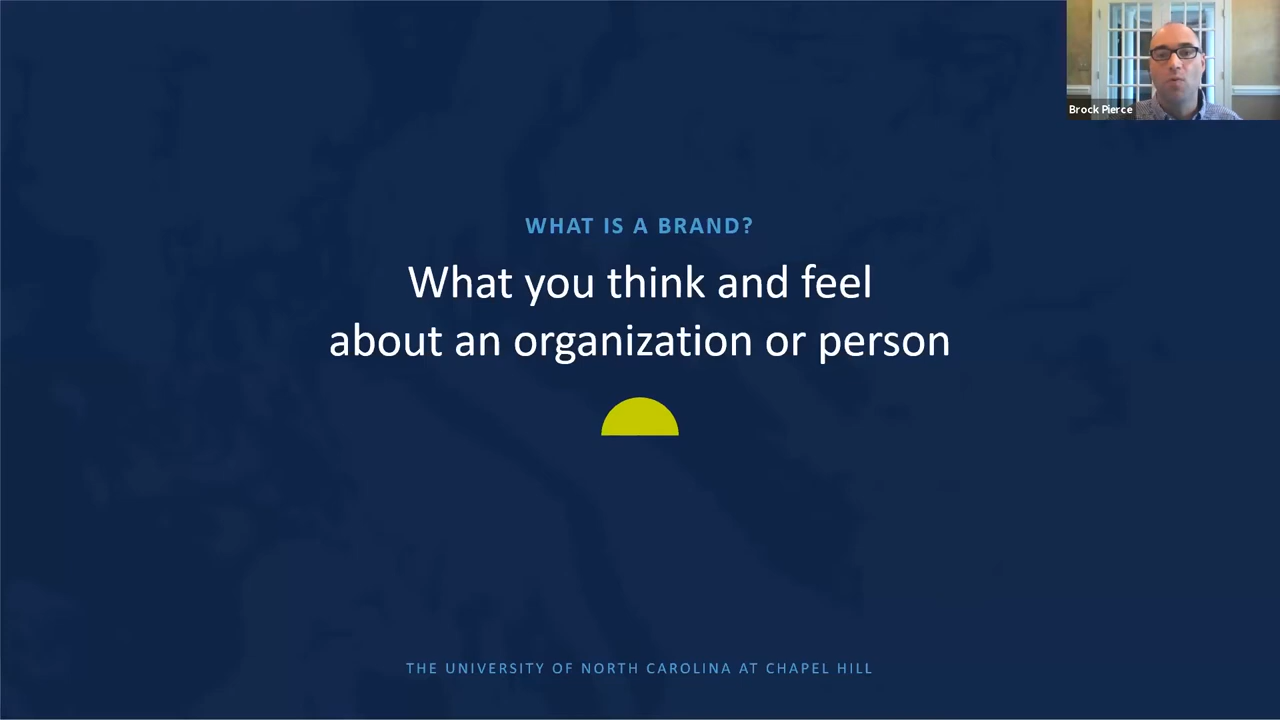 Brock Pierce
WHAT IS A BRAND?
What you think and feel
about an organization or person
THE UNIVERSITY OF NORTH CAROLINA AT CHAPEL HILL